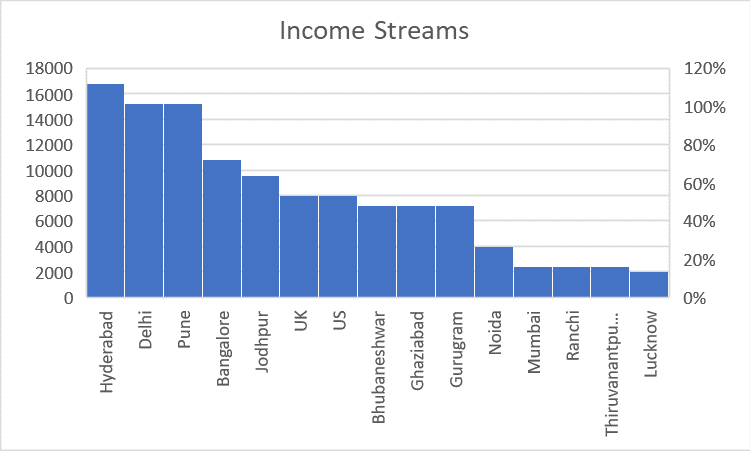 Income Streams
18000
16000
14000
12000
10000
8000
6000
4000
2000
0
120%
100%
80%
60%
40%
20%
0%
Hyderabad
Delhi
Pune
Bangalore
Jodhpur
UK
US
Bhubaneshwar
Ghaziabad
Gurugram
Noida
Mumbai
Ranchi
Thiruvanantpu...
Lucknow